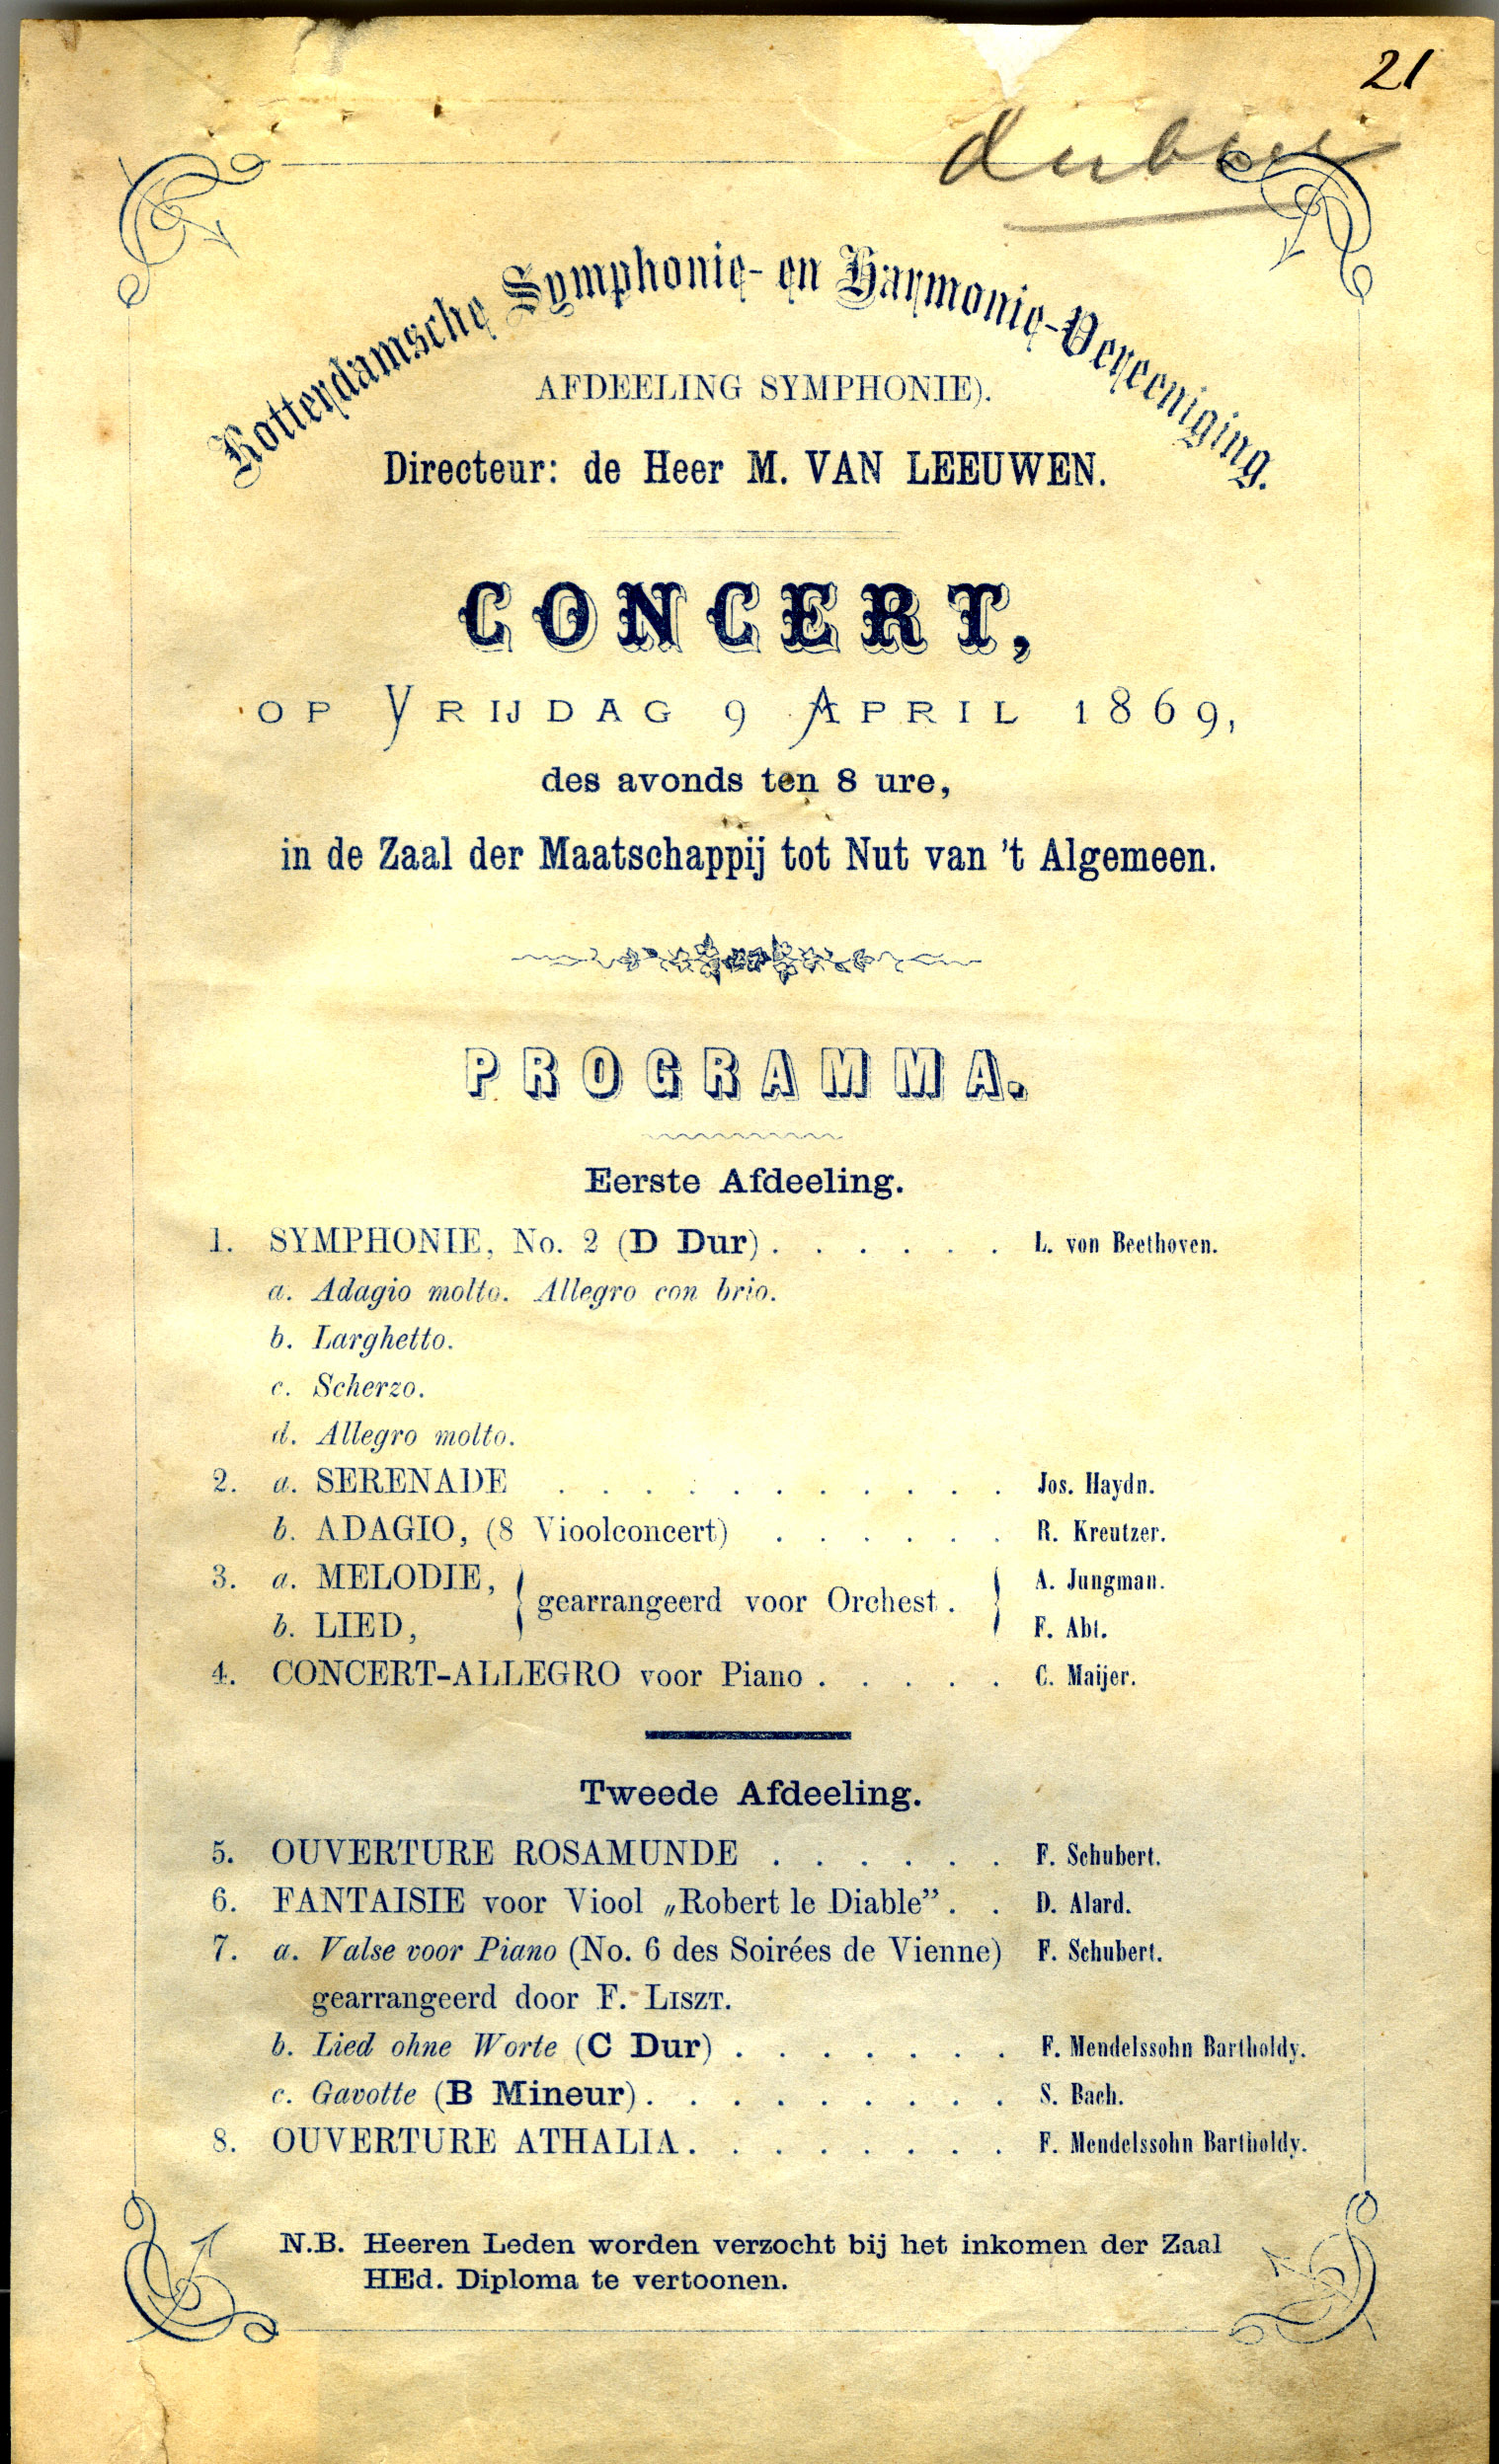 21
Rotterdamsche Symphonie- en Harmonie-Vereeniging.
AFDEELING SYMPHONIE).
Directeur: de Heer M. VAN LEEUWEN.
CONCERT,
OP VRIJDAG 9 APRIL 1869,
des avonds ten 8 ure,
in de Zaal der Maatschappij tot Nut van 't Algemeen.
PROGRAMMA.
Eerste Afdeeling.
1. SYMPHONIE, No. 2 (D Dur) . . . . . . L. von Beethoven.
a. Adagio molto. Allegro con brio.
b. Larghetto.
c. Scherzo.
d. Allegro molto.
2. a. SERENADE . . . . . . . . . . . Jos. Haydn.
b. ADAGIO, (8 Vioolconcert) . . . . . . R. Kreutzer.
3. a. MELODIE, A. Jungman.
gearrangeerd voor Orchest .
b. LIED, F. Abt.
4. CONCERT-ALLEGRO voor Piano . . . . . C. Maijer.
Tweede Afdeeling.
5. OUVERTURE ROSAMUNDE . . . . . . F. Schubert.
6. FANTAISIE voor Viool „Robert le Diable” . . D. Alard.
7. a. Valse voor Piano (No. 6 des Soirées de Vienne) F. Schubert.
gearrangeerd door F. LISZT.
b. Lied ohne Worte (C Dur) . . . . . . . F. Mendelssohn Bartholdy.
c. Gavotte (B Mineur) . . . . . . . . . S. Bach.
8. OUVERTURE ATHALIA . . . . . . . . F. Mendelssohn Bartholdy.
N.B. Heeren Leden worden verzocht bij het inkomen der Zaal
HEd. Diploma te vertoonen.